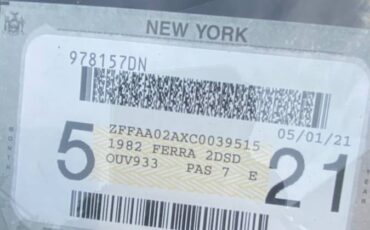 NEW YORK
978157DN
ZFFAA02AXC0039515 05/01/21
5 1982 FERRA 2DSD 21
OUV933 PAS 7 E